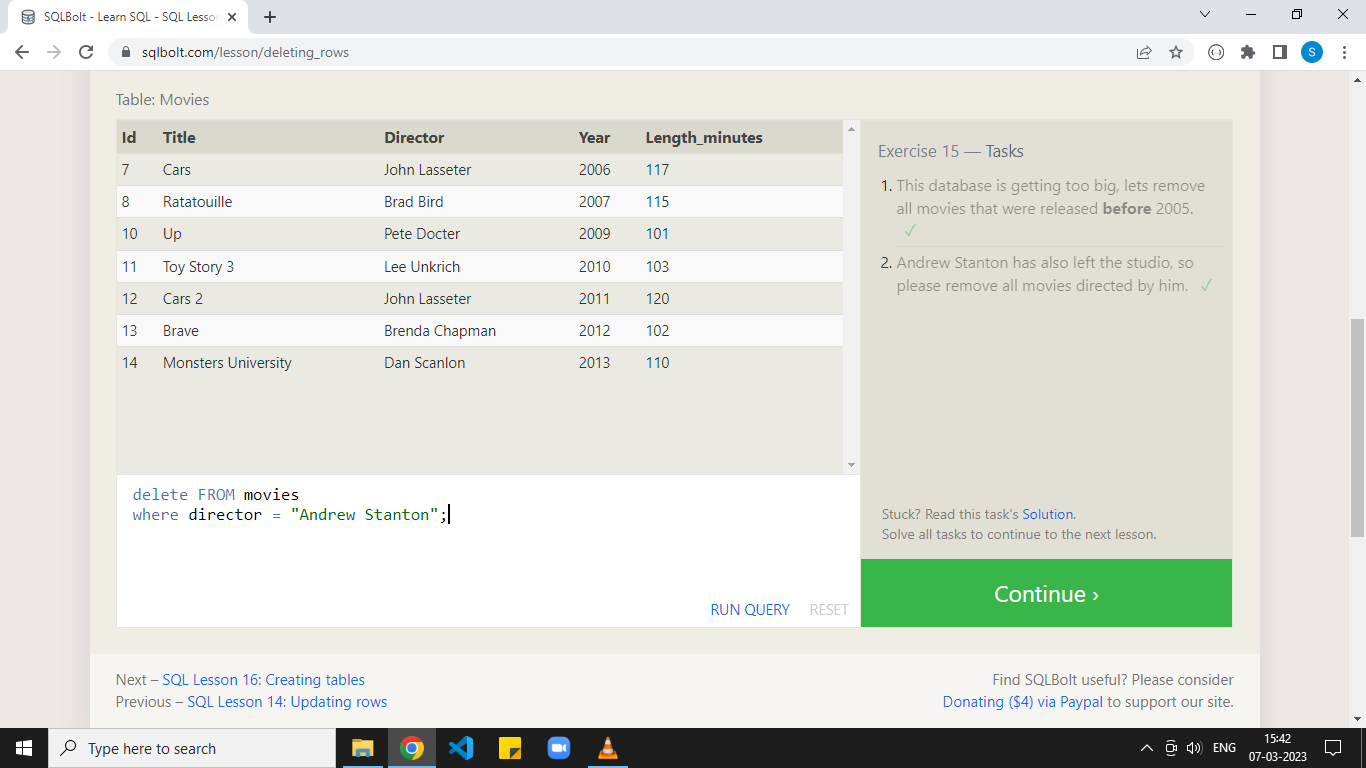 SQLBolt - Learn SQL - SQL Lesson
sqlbolt.com/lesson/deleting_rows
S
Table: Movies
Id Title Director Year Length_minutes
7 Cars John Lasseter 2006 117
8 Ratatouille Brad Bird 2007 115
10 Up Pete Docter 2009 101
11 Toy Story 3 Lee Unkrich 2010 103
12 Cars 2 John Lasseter 2011 120
13 Brave Brenda Chapman 2012 102
14 Monsters University Dan Scanlon 2013 110
delete FROM movies
where director = "Andrew Stanton";
RUN QUERY RESET
Exercise 15 — Tasks
1. This database is getting too big, lets remove
all movies that were released before 2005.
✓
2. Andrew Stanton has also left the studio, so
please remove all movies directed by him. ✓
Stuck? Read this task's Solution.
Solve all tasks to continue to the next lesson.
Continue ›
Next – SQL Lesson 16: Creating tables
Previous – SQL Lesson 14: Updating rows
Find SQLBolt useful? Please consider
Donating ($4) via Paypal to support our site.
Type here to search
ENG
15:42
07-03-2023